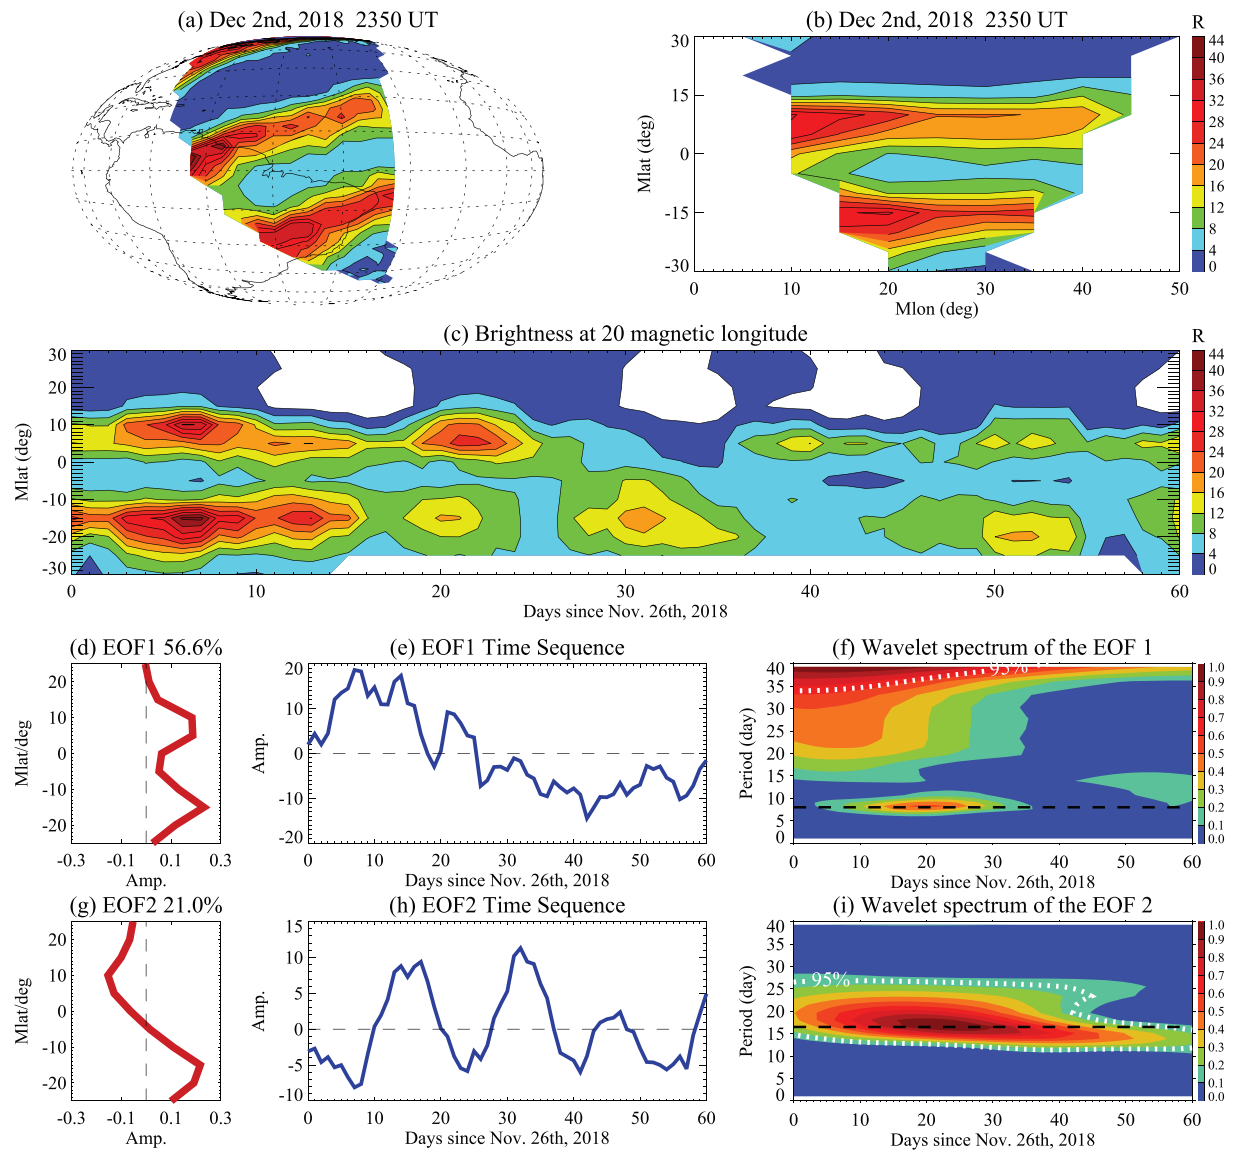 (a) Dec 2nd, 2018 2350 UT
(b) Dec 2nd, 2018 2350 UT
R
30
15
0
-15
-30
Mlat (deg)
0 10 20 30 40 50
Mlon (deg)
44
40
36
32
28
24
20
16
12
8
4
0
(c) Brightness at 20 magnetic longitude
R
30
20
10
0
-10
-20
-30
Mlat (deg)
0 10 20 30 40 50 60
Days since Nov. 26th, 2018
44
40
36
32
28
24
20
16
12
8
4
0
(d) EOF1 56.6%
20
10
0
-10
-20
Mlat/deg
-0.3 -0.1 0.1 0.3
Amp.
(e) EOF1 Time Sequence
20
10
0
-10
-20
Amp.
0 10 20 30 40 50 60
Days since Nov. 26th, 2018
(f) Wavelet spectrum of the EOF 1
95%
40
35
30
25
20
15
10
5
0
Period (day)
0 10 20 30 40 50 60
Days since Nov. 26th, 2018
1.0
0.9
0.8
0.7
0.6
0.5
0.4
0.3
0.2
0.1
0.0
(g) EOF2 21.0%
20
10
0
-10
-20
Mlat/deg
-0.3 -0.1 0.1 0.3
Amp.
(h) EOF2 Time Sequence
15
10
5
0
-5
-10
Amp.
0 10 20 30 40 50 60
Days since Nov. 26th, 2018
(i) Wavelet spectrum of the EOF 2
95%
40
35
30
25
20
15
10
5
0
Period (day)
0 10 20 30 40 50 60
Days since Nov. 26th, 2018
1.0
0.9
0.8
0.7
0.6
0.5
0.4
0.3
0.2
0.1
0.0